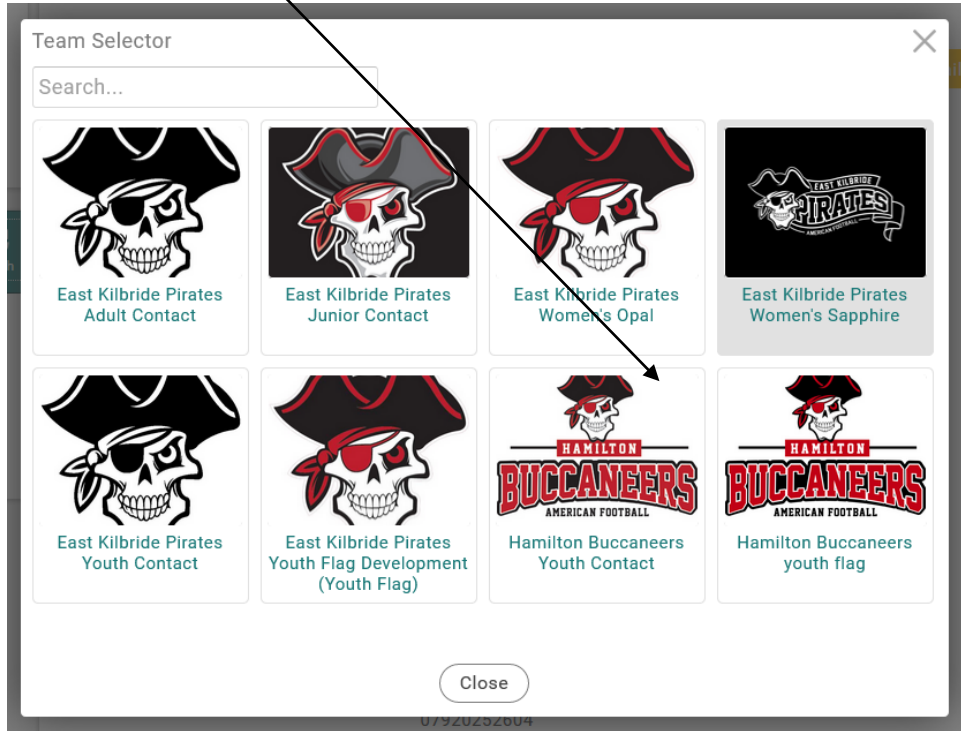 Team Selector
Search...
EAST KILBRIDE
PIRATES
AMERICAN FOOTBALL
East Kilbride Pirates
Adult Contact
East Kilbride Pirates
Junior Contact
East Kilbride Pirates
Women's Opal
East Kilbride Pirates
Women's Sapphire
HAMILTON
BUCCANEERS
AMERICAN FOOTBALL
HAMILTON
BUCCANEERS
AMERICAN FOOTBALL
East Kilbride Pirates
Youth Contact
East Kilbride Pirates
Youth Flag Development
(Youth Flag)
Hamilton Buccaneers
Youth Contact
Hamilton Buccaneers
youth flag
Close
07920252604